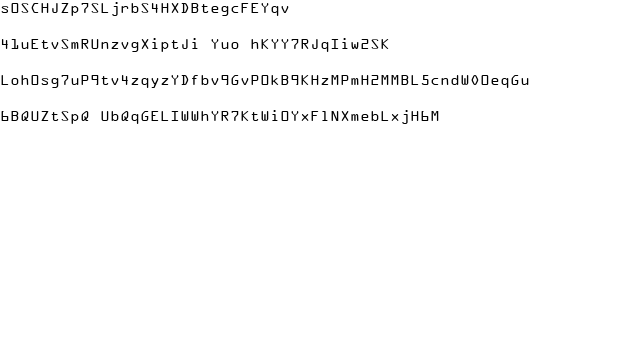 sOSCHJZp7SLjrbS4HXDBtegcFEYqv
41uEtvSmRUnzvgXiptJi Yuo hKYY7RJqIiw2SK
LohOsg7uP9tv4zqyzYDfbv9GvPOkB9KHzMPmH2MMBL5cndW0OeqGu
6BQUZtSpQ UbQqGELIWWhYR7KtWiOYxF1NXmebLxjH6M